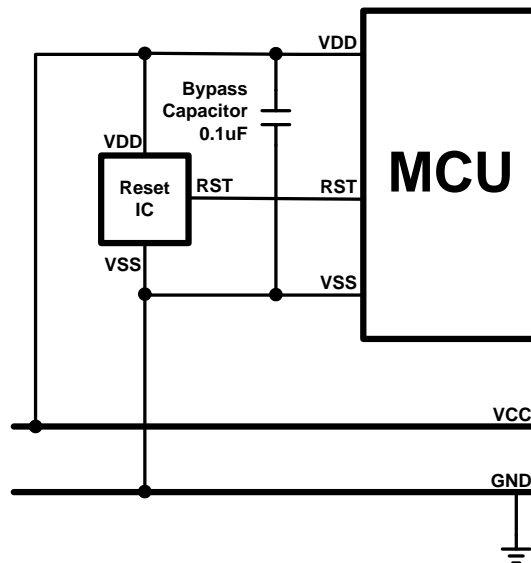 VDD
Bypass
Capacitor
0.1uF
VDD
Reset
IC
RST
RST
MCU
VSS
VSS
VCC
GND